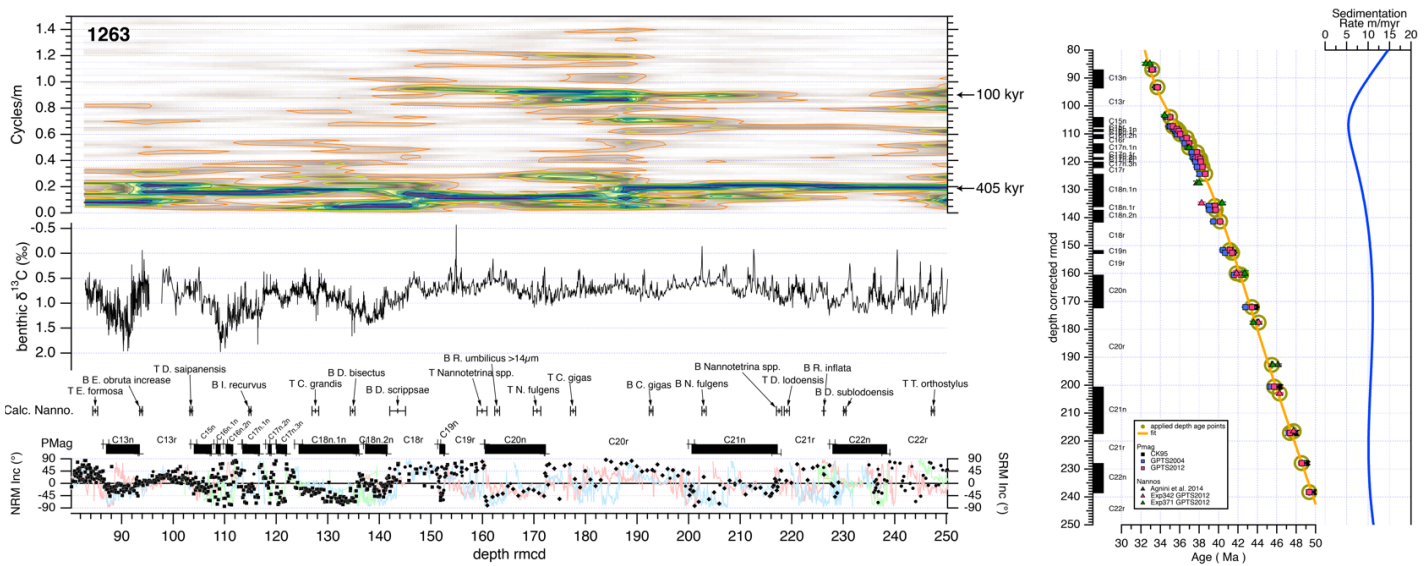 1263
Cycles/m
1.4
1.2
1.0
0.8
0.6
0.4
0.2
0.0
100 kyr
405 kyr
benthic δ13C (‰)
-0.5
0.0
0.5
1.0
1.5
2.0
B R. umbilicus >14µm
T D. saipanensis
B D. bisectus
T Nannotetrina spp.
T C. gigas
B Nannotetrina spp.
B R. inflata
B E. obruta increase
B I. recurvus
T C. grandis
B D. scrippsae
T N. fulgens
B C. gigas
B N. fulgens
T D. lodoensis
B D. sublodoensis
T E. formosa
T T. orthostylus
Calc. Nanno.
PMag
C13n
C13r
C15n
C16n.1n
C16n.2n
C17n.1n
C17n.2n
C17n.3n
C18n.1n
C18n.2n
C18r
C19n
C19r
C20n
C20r
C21n
C21r
C22n
C22r
NRM Inc (°)
90
45
0
-45
-90
90
45
0
-45
-90
SRM Inc (°)
90 100 110 120 130 140 150 160 170 180 190 200 210 220 230 240 250
depth rmcd
Sedimentation
Rate m/myr
0 5 10 15 20
depth corrected rmcd
80
90
100
110
120
130
140
150
160
170
180
190
200
210
220
230
240
250
C13n
C13r
C15n
C17n.1n
C17n.3n
C17r
C18n.1n
C18n.1r
C18n.2n
C18r
C19n
C19r
C20n
C20r
C21n
C21r
C22n
C22r
applied depth age points
fit
Pmag
CK95
GPTS2004
GPTS2012
Nannos
Agnini et al. 2014
Exp342 GPTS2012
Exp371 GPTS2012
30 32 34 36 38 40 42 44 46 48 50
Age ( Ma )